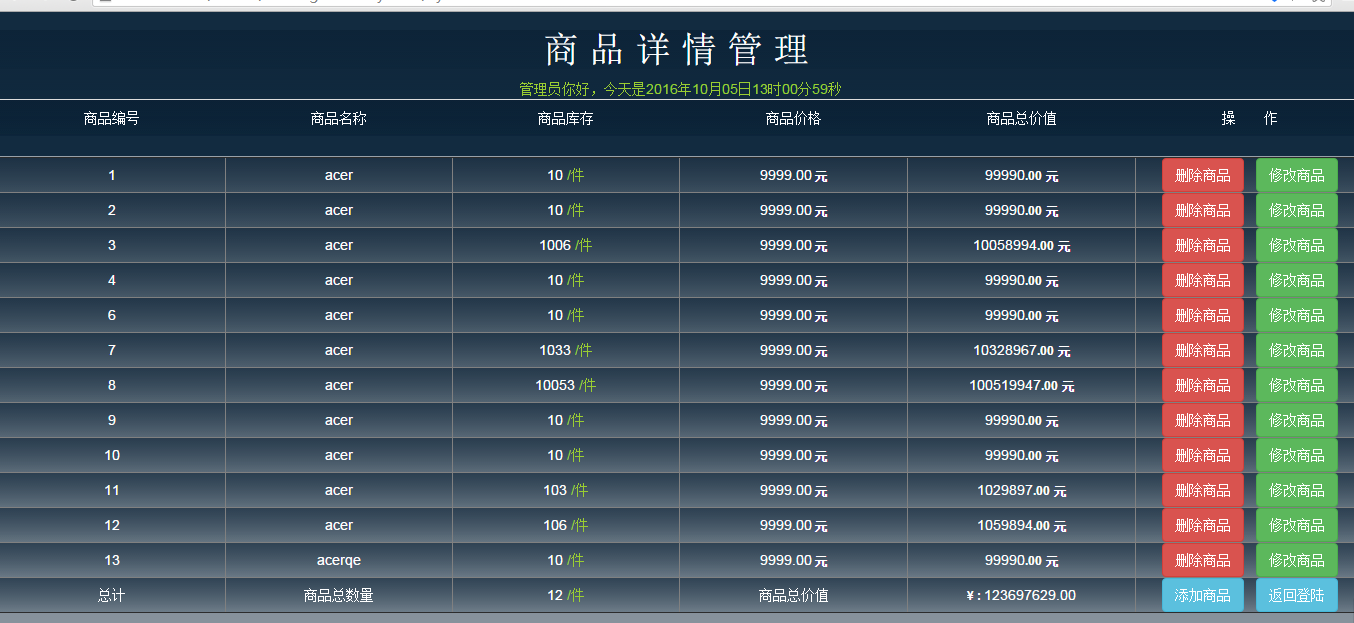 商品详情管理
管理员你好，今天是2016年10月05日13时00分59秒
商品编号 商品名称 商品库存 商品价格 商品总价值 操 作
1 acer 10 /件 9999.00 元 99990.00 元 删除商品 修改商品
2 acer 10 /件 9999.00 元 99990.00 元 删除商品 修改商品
3 acer 1006 /件 9999.00 元 10058994.00 元 删除商品 修改商品
4 acer 10 /件 9999.00 元 99990.00 元 删除商品 修改商品
6 acer 10 /件 9999.00 元 99990.00 元 删除商品 修改商品
7 acer 1033 /件 9999.00 元 10328967.00 元 删除商品 修改商品
8 acer 10053 /件 9999.00 元 100519947.00 元 删除商品 修改商品
9 acer 10 /件 9999.00 元 99990.00 元 删除商品 修改商品
10 acer 10 /件 9999.00 元 99990.00 元 删除商品 修改商品
11 acer 103 /件 9999.00 元 1029897.00 元 删除商品 修改商品
12 acer 106 /件 9999.00 元 1059894.00 元 删除商品 修改商品
13 acerqe 10 /件 9999.00 元 99990.00 元 删除商品 修改商品
总计 商品总数量 12 /件 商品总价值 ¥ : 123697629.00 添加商品 返回登陆